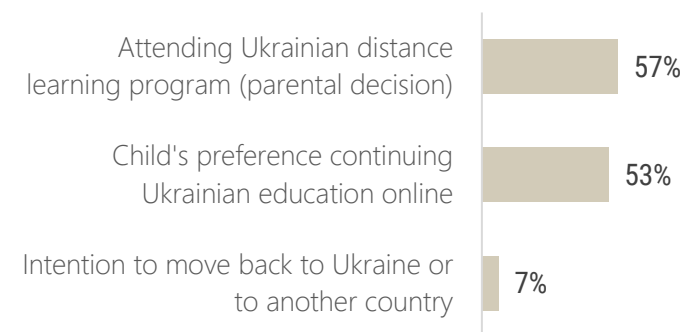 Attending Ukrainian distance
learning program (parental decision)
57%
Child's preference continuing
Ukrainian education online
53%
Intention to move back to Ukraine or
to another country
7%